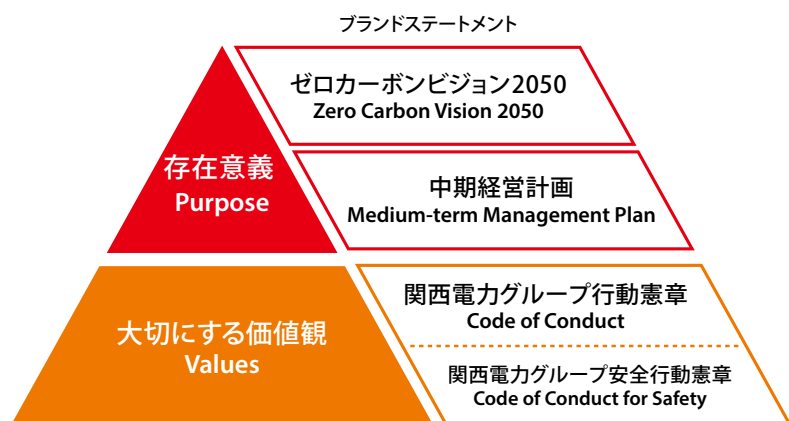 ブランドステートメント
ゼロカーボンビジョン2050
Zero Carbon Vision 2050
存在意義
Purpose
中期経営計画
Medium-term Management Plan
大切にする価値観
Values
関西電力グループ行動憲章
Code of Conduct
関西電力グループ安全行動憲章
Code of Conduct for Safety